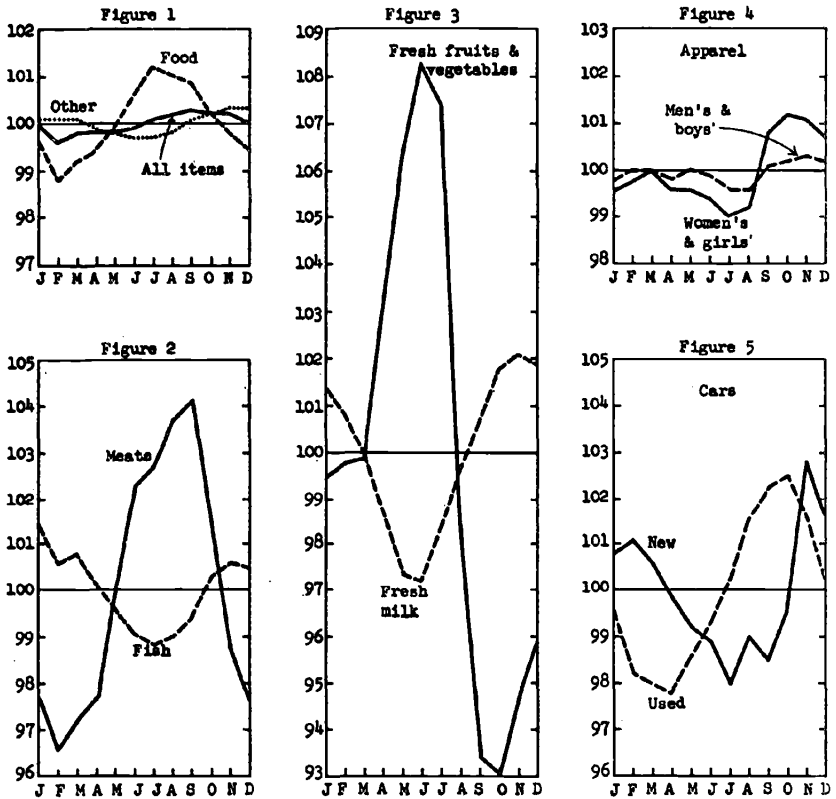 Figure 1
102
101
100
99
98
97
Food
Other
All items
J F M A M J J A S O N D
Figure 2
105
104
103
102
101
100
99
98
97
96
Meats
Fish
J F M A M J J A S O N D
Figure 3
109
108
107
106
105
104
103
102
101
100
99
98
97
96
95
94
93
Fresh fruits &
vegetables
Fresh
milk
J F M A M J J A S O N D
Figure 4
103
102
101
100
99
98
Apparel
Men's &
boys'
Women's
& girls'
J F M A M J J A S O N D
Figure 5
105
104
103
102
101
100
99
98
97
96
Cars
New
Used
J F M A M J J A S O N D